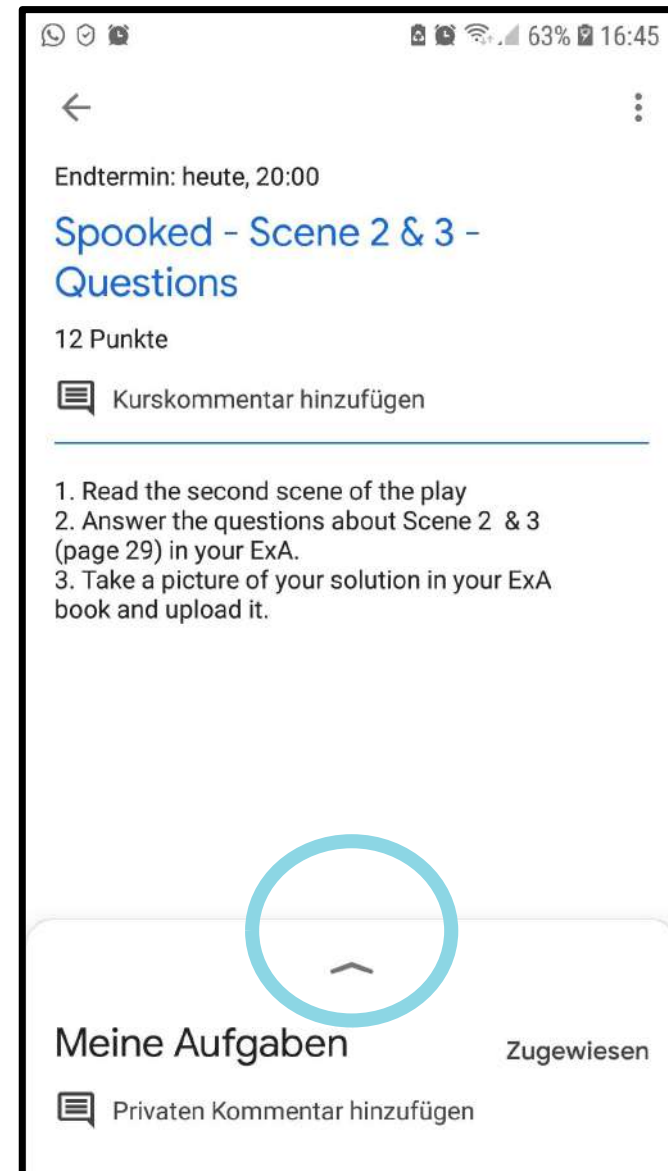 63% 16:45
Endtermin: heute, 20:00
Spooked - Scene 2 & 3 -
Questions
12 Punkte
Kurskommentar hinzufügen
1. Read the second scene of the play
2. Answer the questions about Scene 2  & 3
(page 29) in your ExA.
3. Take a picture of your solution in your ExA
book and upload it.
Meine Aufgaben
Zugewiesen
Privaten Kommentar hinzufügen